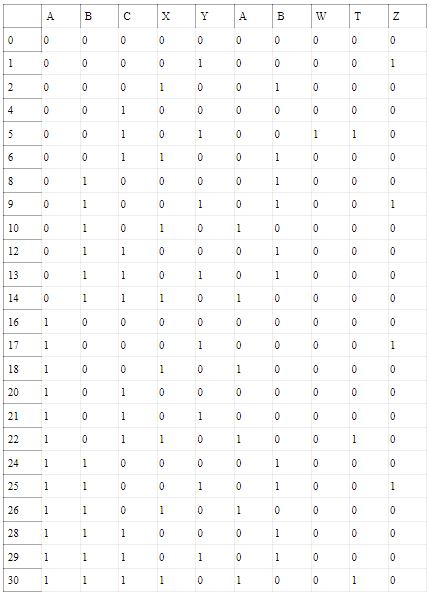 A B C X Y A B W T Z
0 0 0 0 0 0 0 0 0 0 0
1 0 0 0 0 1 0 0 0 0 1
2 0 0 0 1 0 0 1 0 0 0
4 0 0 1 0 0 0 0 0 0 0
5 0 0 1 0 1 0 0 1 1 0
6 0 0 1 1 0 0 1 0 0 0
8 0 1 0 0 0 0 1 0 0 0
9 0 1 0 0 1 0 1 0 0 1
10 0 1 0 1 0 1 0 0 0 0
12 0 1 1 0 0 0 1 0 0 0
13 0 1 1 0 1 0 1 0 0 0
14 0 1 1 1 0 1 0 0 0 0
16 1 0 0 0 0 0 0 0 0 0
17 1 0 0 0 1 0 0 0 0 1
18 1 0 0 1 0 1 0 0 0 0
20 1 0 1 0 0 0 0 0 0 0
21 1 0 1 0 1 0 0 0 0 0
22 1 0 1 1 0 1 0 0 1 0
24 1 1 0 0 0 0 1 0 0 0
25 1 1 0 0 1 0 1 0 0 1
26 1 1 0 1 0 1 0 0 0 0
28 1 1 1 0 0 0 1 0 0 0
29 1 1 1 0 1 0 1 0 0 0
30 1 1 1 1 0 1 0 0 1 0